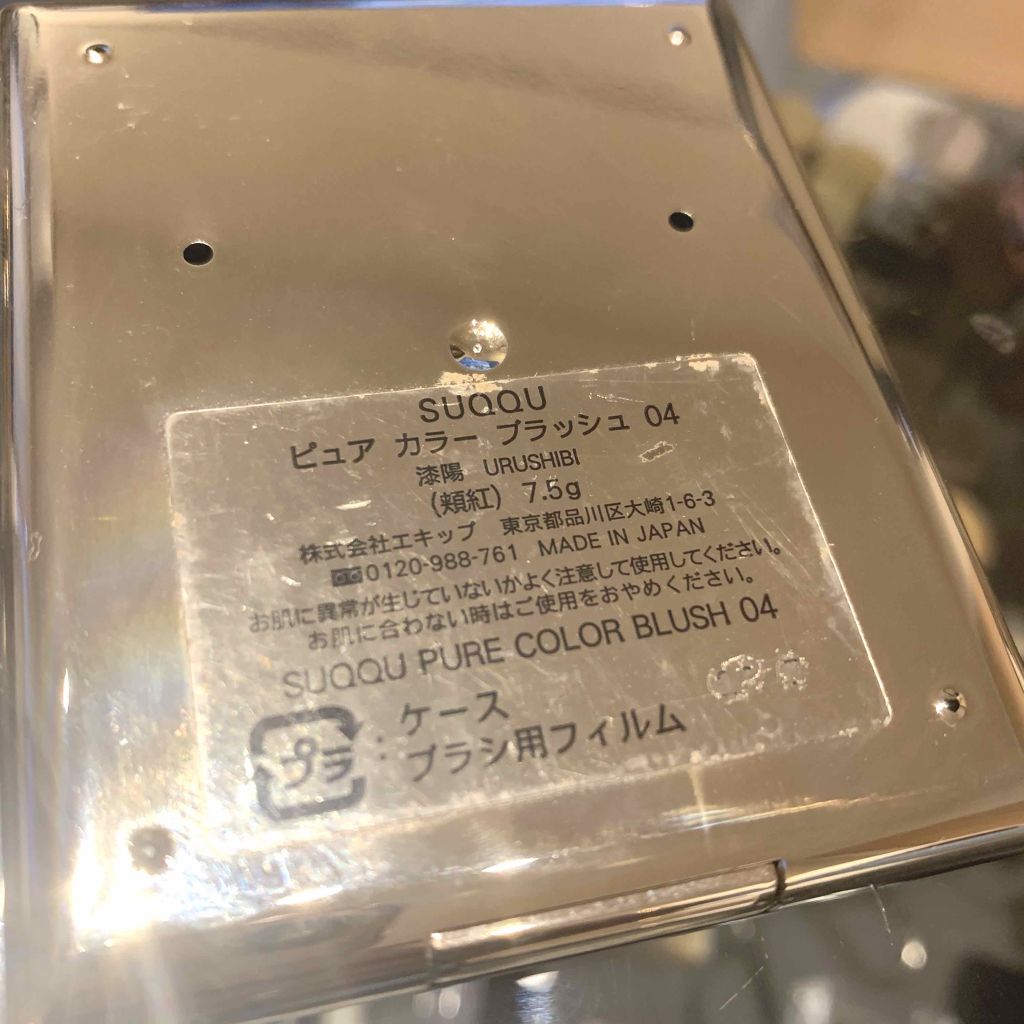 SUQQU
ピュア カラー ブラッシュ 04
漆陽 URUSHIBI
(頬紅) 7.5g
株式会社エキップ 東京都品川区大崎1-6-3
0120-988-761 MADE IN JAPAN
お肌に異常が生じていないかよく注意して使用してください。
お肌に合わない時はご使用をおやめください。
SUQQU PURE COLOR BLUSH 04
プラ : ケース
: ブラシ用フィルム